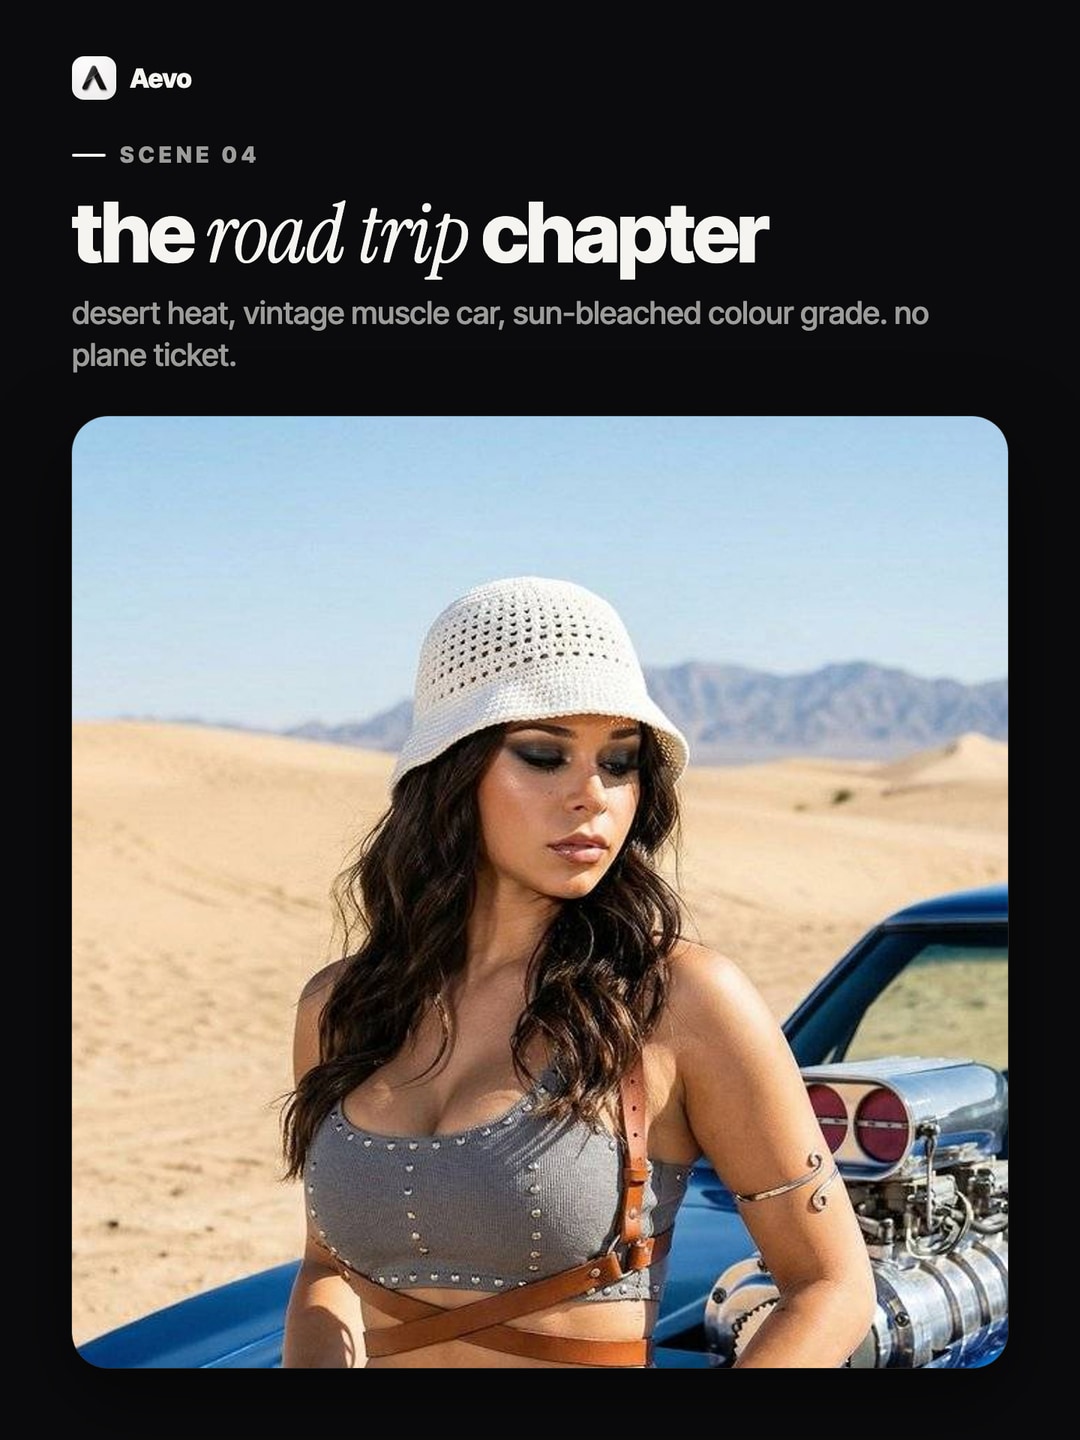 Aevo
SCENE 04
the road trip chapter
desert heat, vintage muscle car, sun-bleached colour grade. no
plane ticket.